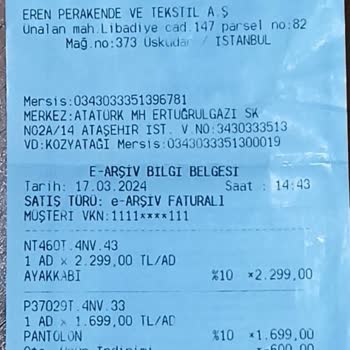 EREN PERAKENDE VE TEKSTİL A.Ş
Ünalan mah.Libadiye cad.147 parsel no:82
Mağ.no:373 Üsküdar / İSTANBUL
Mersis:0343033351396781
MERKEZ:ATATÜRK MH ERTUĞRULGAZİ SK
NO2A/14 ATAŞEHİR IST. V.NO:3430333513
VD:KOZYATAĞI Mersis:0343033351300019
E-ARŞİV BİLGİ BELGESİ
Tarih: 17.03.2024 Saat : 14:43
SATIŞ TÜRÜ: e-ARŞİV FATURALI
MÜŞTERİ VKN:1111****111
NT460T.4NV.43
1 AD x 2.299,00 TL/AD
AYAKKABI %10 *2.299,00
P37029T.4NV.33
1 AD x 1.699,00 TL/AD
PANTOLON %10 *1.699,00